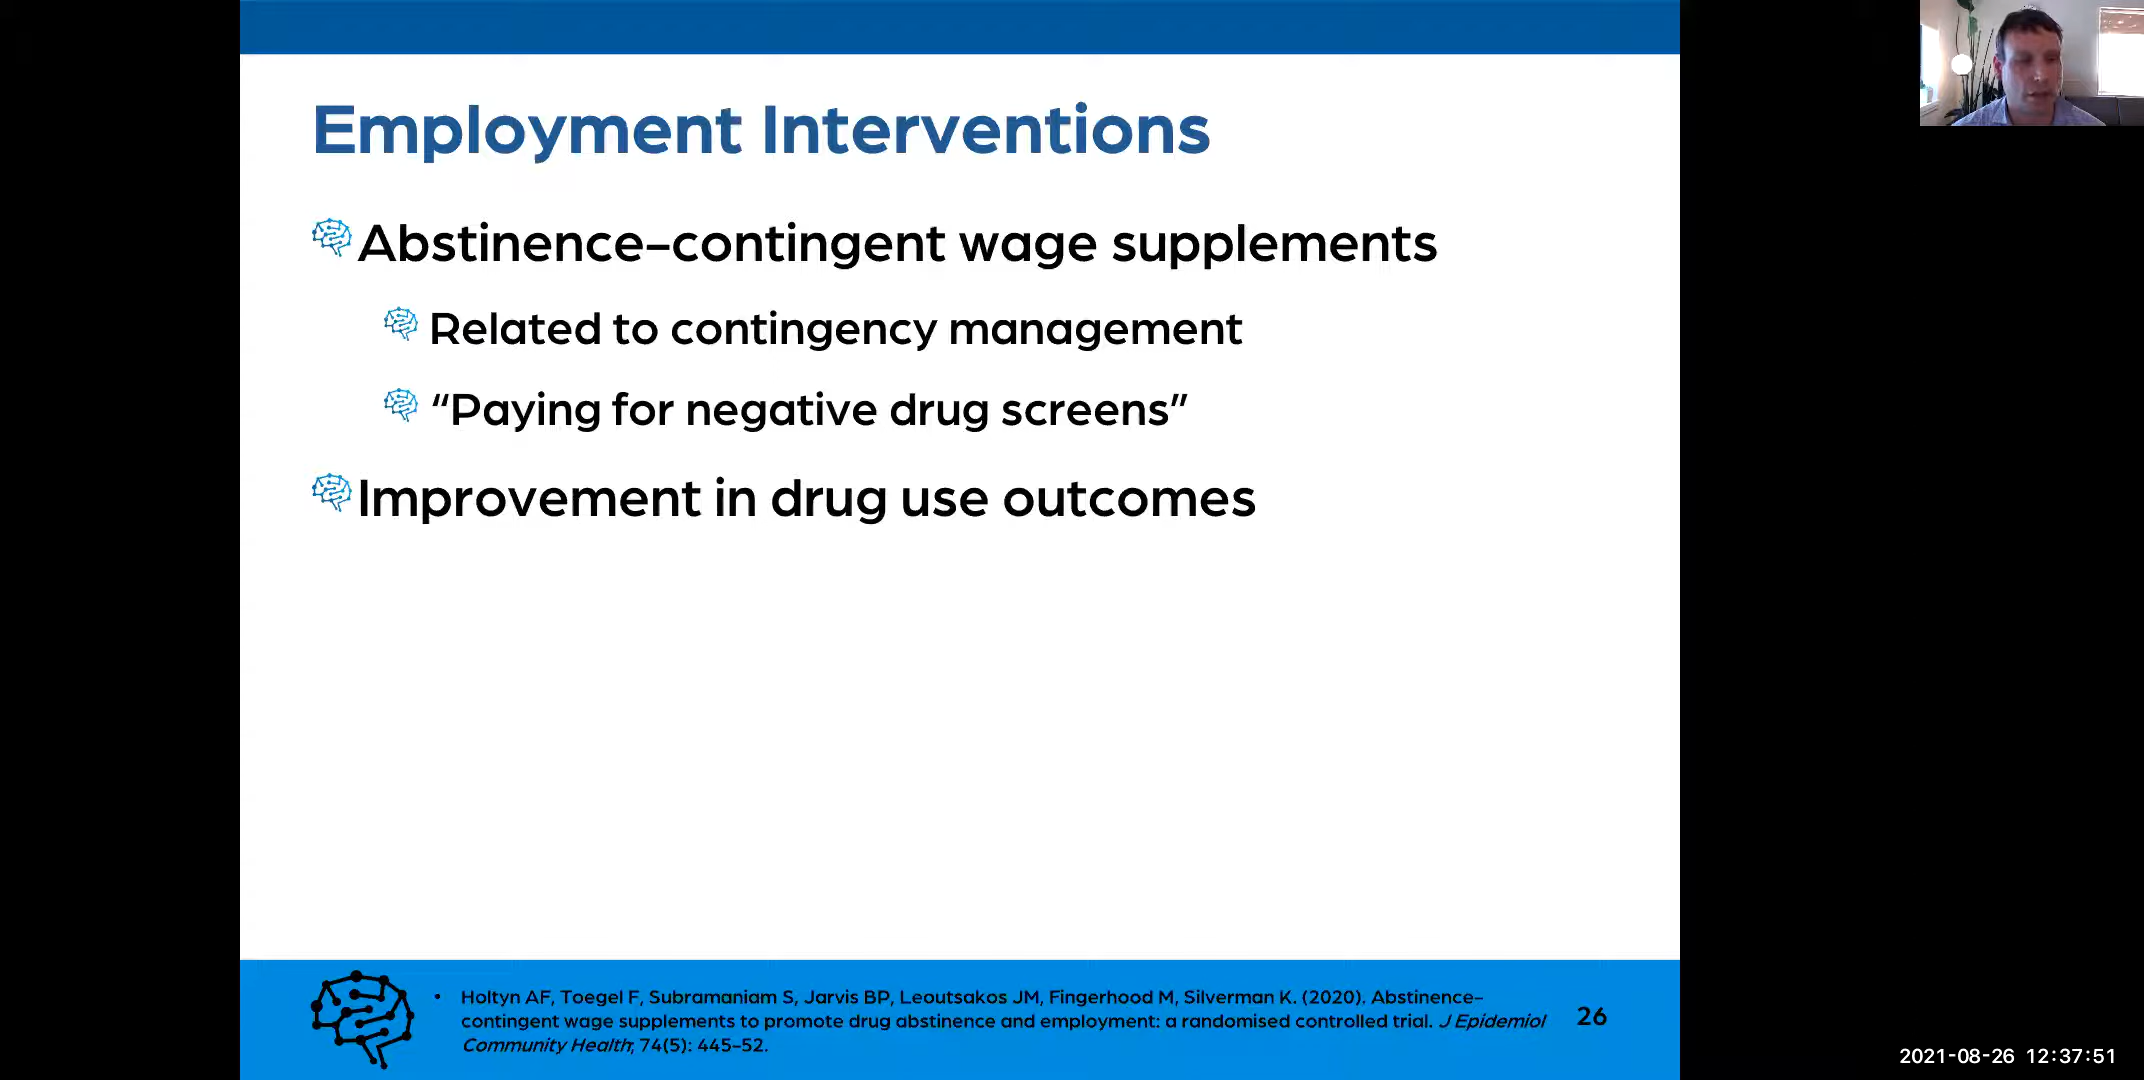 Employment Interventions
Abstinence-contingent wage supplements
Related to contingency management
“Paying for negative drug screens”
Improvement in drug use outcomes
• Holtyn AF, Toegel F, Subramaniam S, Jarvis BP, Leoutsakos JM, Fingerhood M, Silverman K. (2020). Abstinence-
contingent wage supplements to promote drug abstinence and employment: a randomised controlled trial. J Epidemiol
Community Health, 74(5): 445-52.
26
2021-08-26 12:37:51